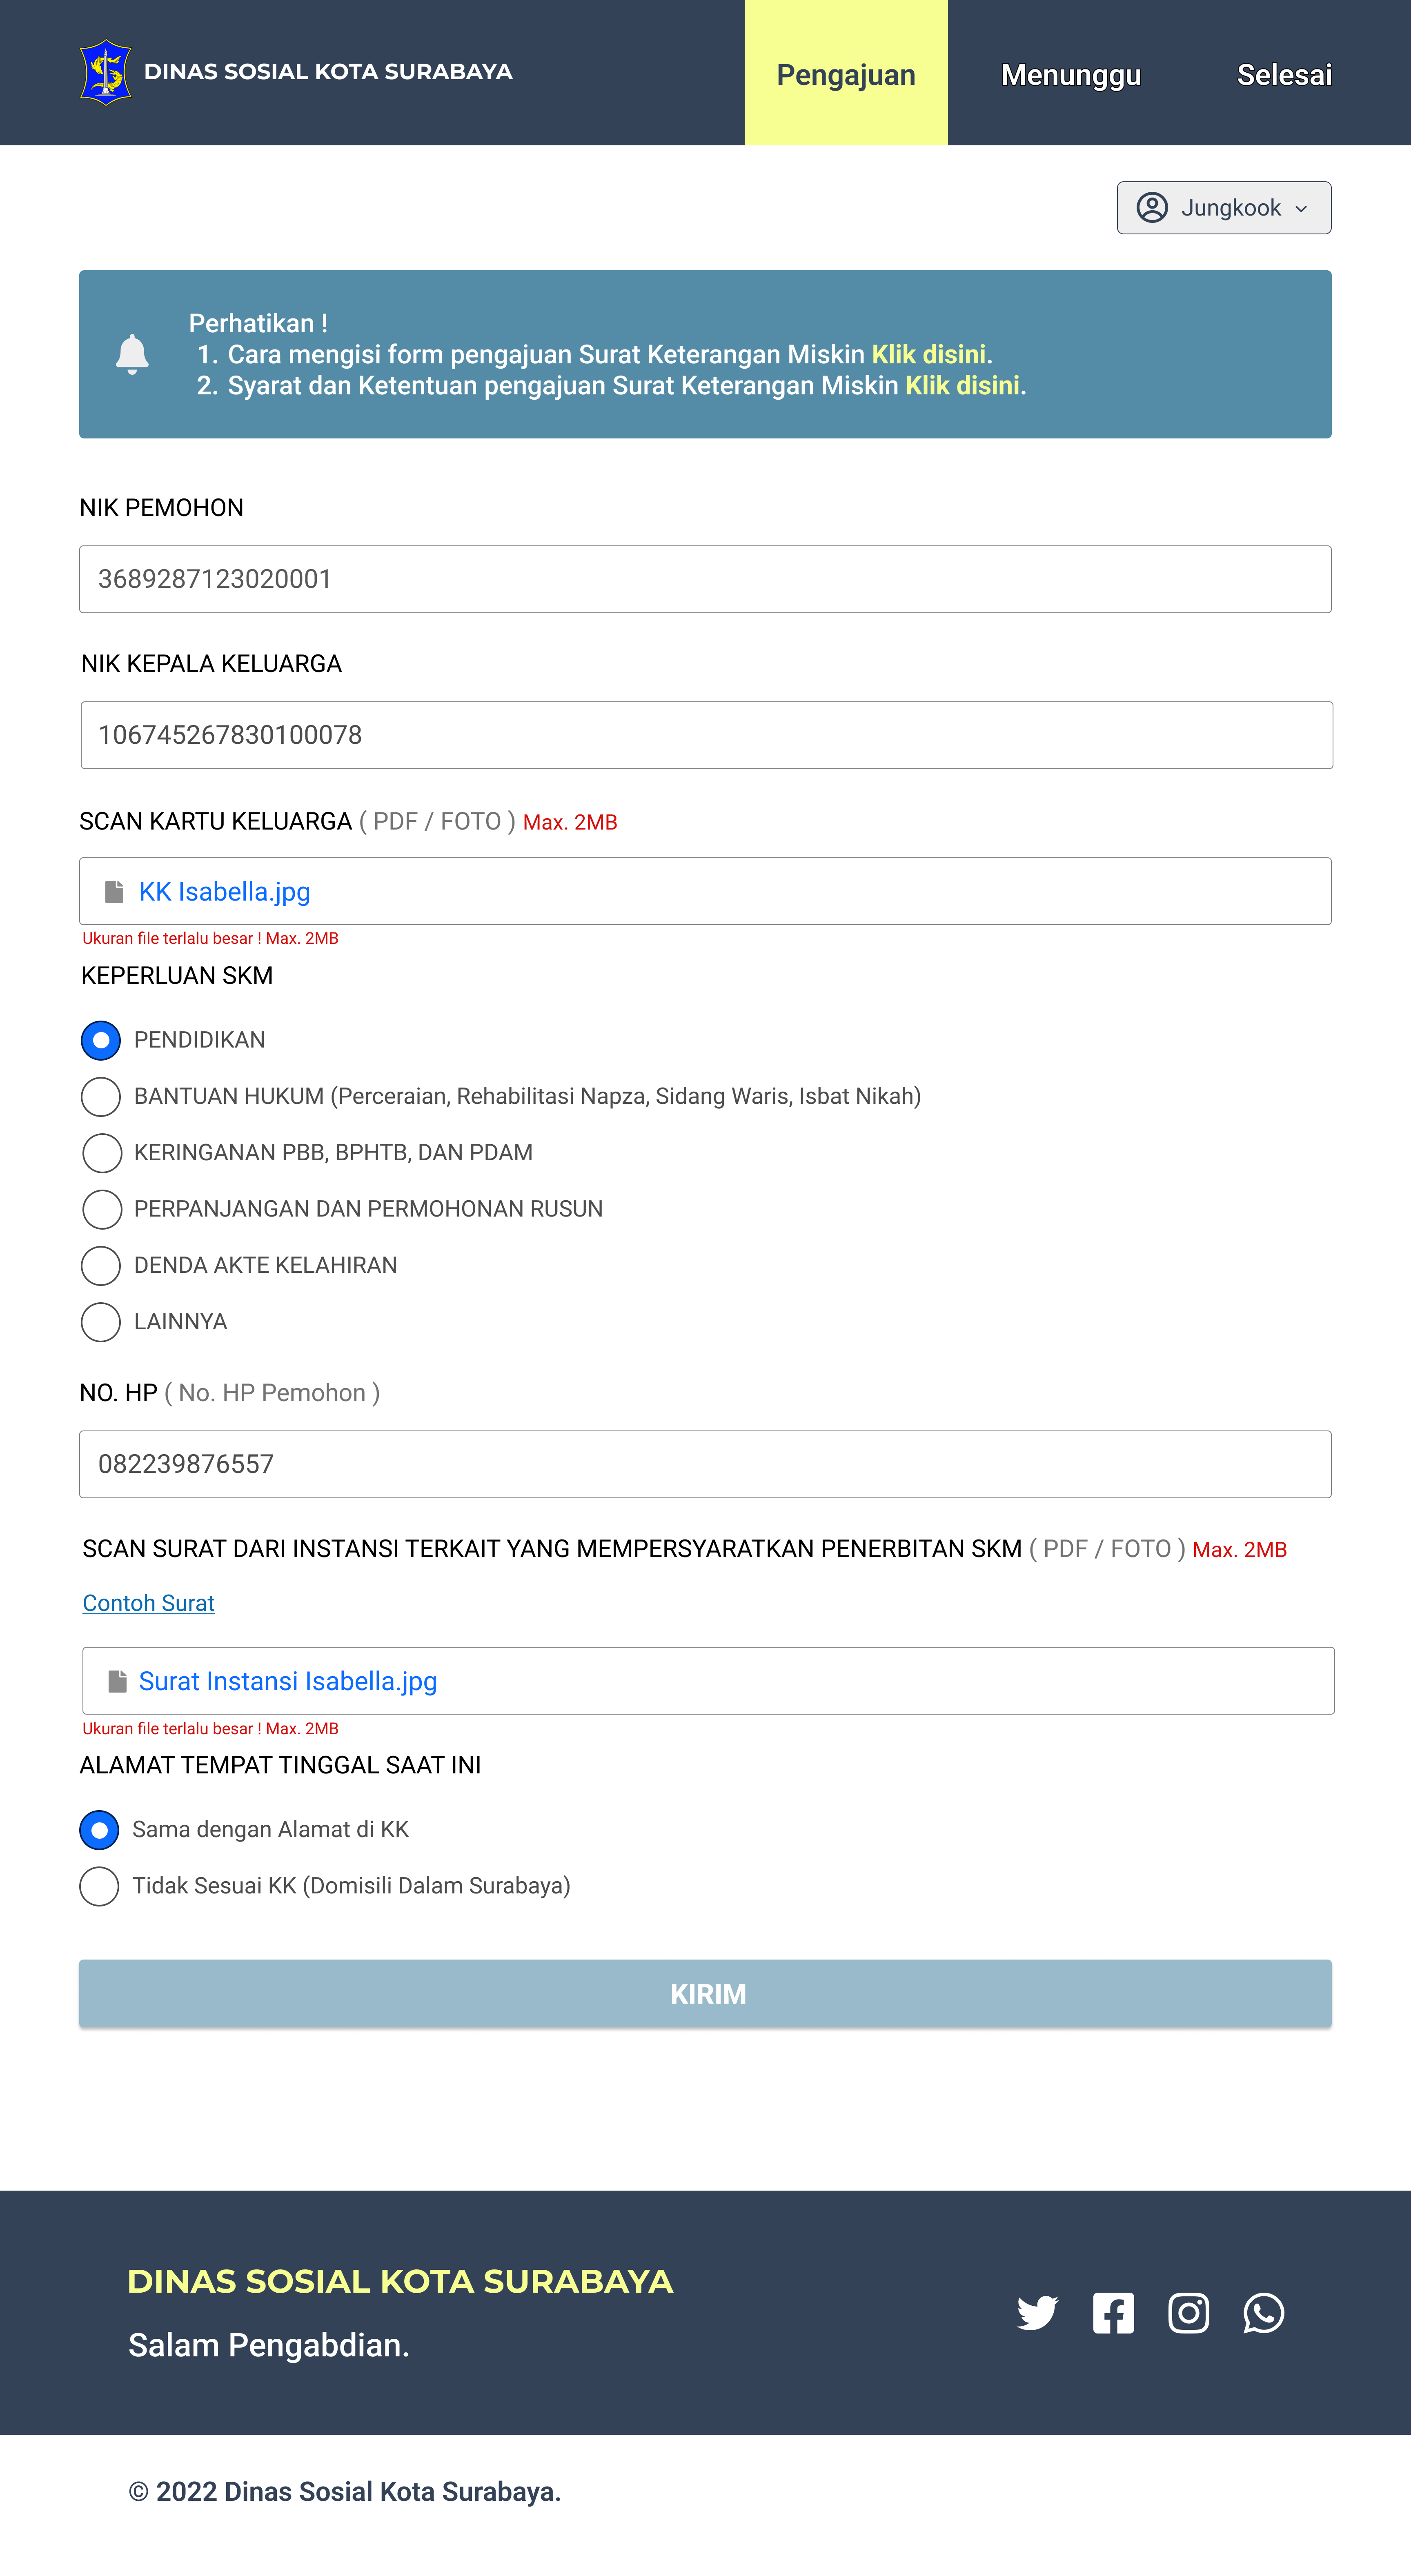 DINAS SOSIAL KOTA SURABAYA
Pengajuan
Menunggu
Selesai
Jungkook
Perhatikan !
1. Cara mengisi form pengajuan Surat Keterangan Miskin Klik disini.
2. Syarat dan Ketentuan pengajuan Surat Keterangan Miskin Klik disini.
NIK PEMOHON
3689287123020001
NIK KEPALA KELUARGA
106745267830100078
SCAN KARTU KELUARGA ( PDF / FOTO ) Max. 2MB
KK Isabella.jpg
Ukuran file terlalu besar ! Max. 2MB
KEPERLUAN SKM
PENDIDIKAN
BANTUAN HUKUM (Perceraian, Rehabilitasi Napza, Sidang Waris, Isbat Nikah)
KERINGANAN PBB, BPHTB, DAN PDAM
PERPANJANGAN DAN PERMOHONAN RUSUN
DENDA AKTE KELAHIRAN
LAINNYA
NO. HP ( No. HP Pemohon )
082239876557
SCAN SURAT DARI INSTANSI TERKAIT YANG MEMPERSYARATKAN PENERBITAN SKM ( PDF / FOTO ) Max. 2MB
Contoh Surat
Surat Instansi Isabella.jpg
Ukuran file terlalu besar ! Max. 2MB
ALAMAT TEMPAT TINGGAL SAAT INI
Sama dengan Alamat di KK
Tidak Sesuai KK (Domisili Dalam Surabaya)
KIRIM
DINAS SOSIAL KOTA SURABAYA
Salam Pengabdian.
© 2022 Dinas Sosial Kota Surabaya.